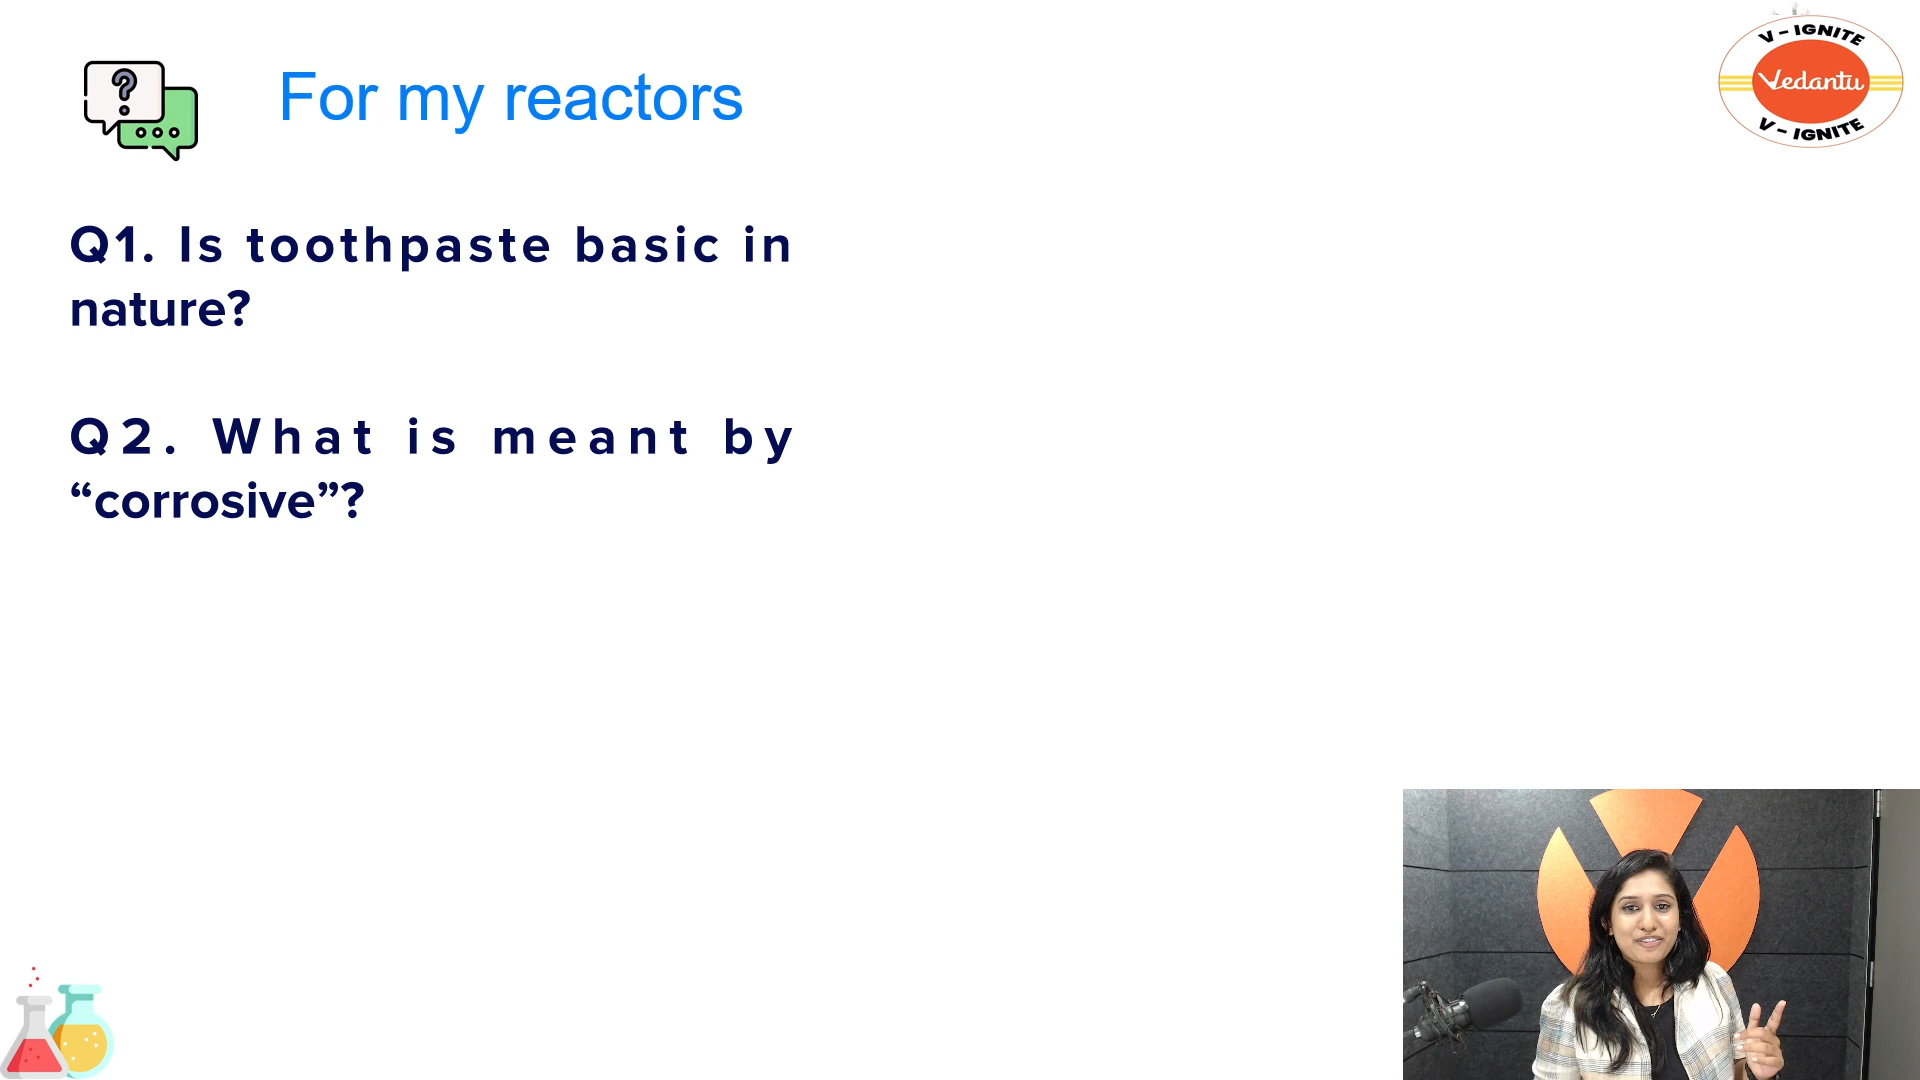 For my reactors
V - IGNITE
Vedantu
V - IGNITE
Q1. Is toothpaste basic in
nature?
Q2. What is meant by
“corrosive”?